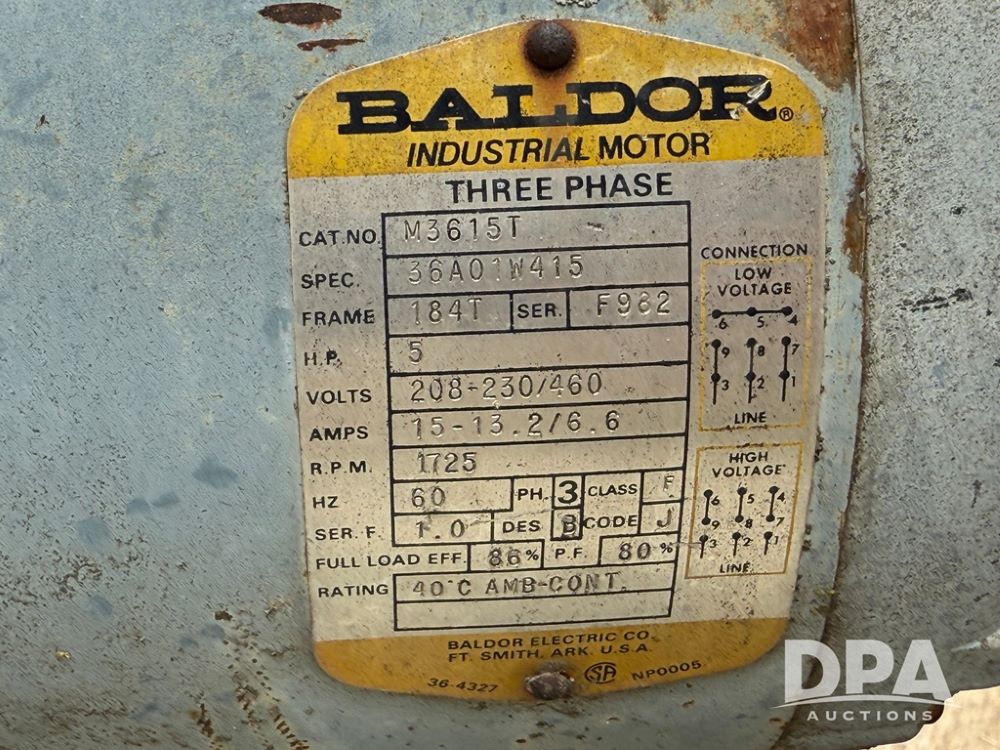 BALDOR®
INDUSTRIAL MOTOR
THREE PHASE
CAT.NO. M3615T
SPEC. 36A01W415
FRAME 184T SER. F982
H.P. 5
VOLTS 208-230/460
AMPS 15-13.2/6.6
R.P.M. 1725
HZ 60 PH. 3 CLASS F
SER. F. 1.0 DES B CODE J
FULL LOAD EFF. 86% P.F. 80%
RATING 40°C AMB-CONT.
CONNECTION
LOW
VOLTAGE
6 5 4
9 8 7
3 2 1
LINE
HIGH
VOLTAGE
6 5 4
9 8 7
3 2 1
LINE
BALDOR ELECTRIC CO.
FT. SMITH, ARK. U.S.A.
36-4327 SA NP0005
DPA
AUCTIONS